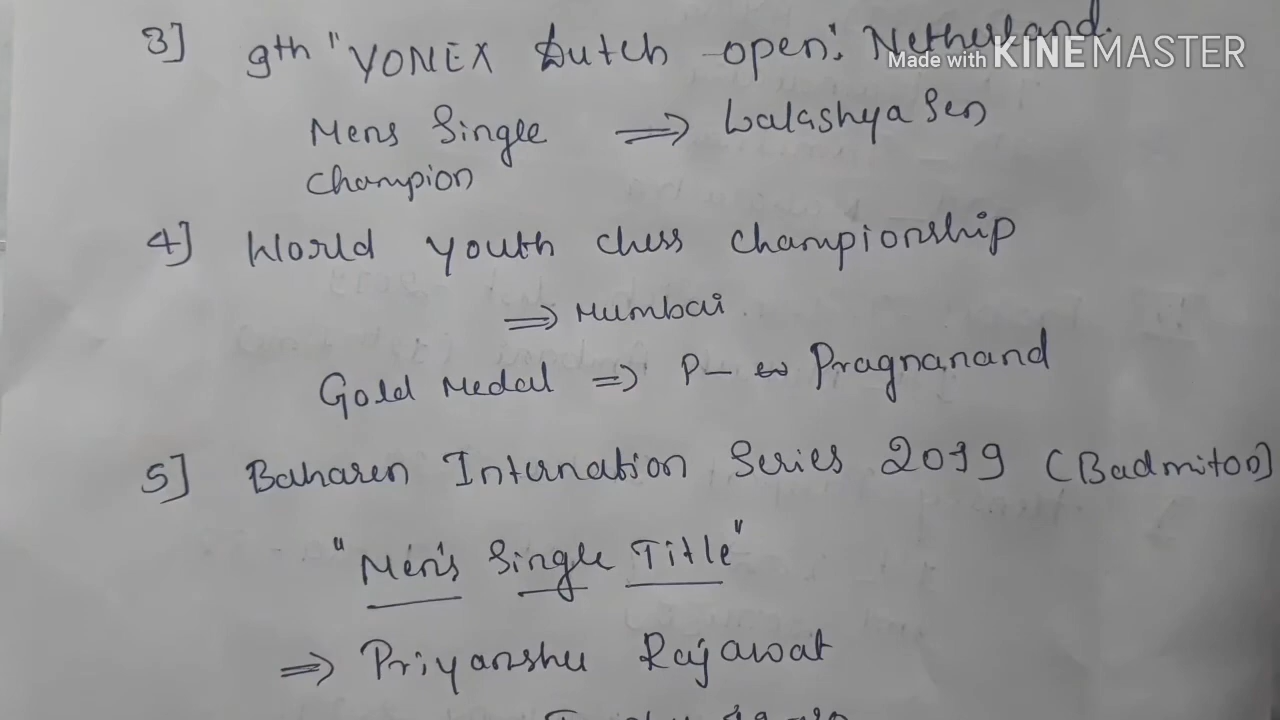 3] 9th "YONEX Dutch open": Netherland.
Made with KINEMASTER
Mens Single ⇒ Lalashya Sen
Champion
4] World youth chess championship
⇒ Mumbai
Gold Medal ⇒ P- Pragnanand
5] Baharen Internation Series 2019 (Badmiton)
"Men's Single Title"
⇒ Priyanshu Rajawat